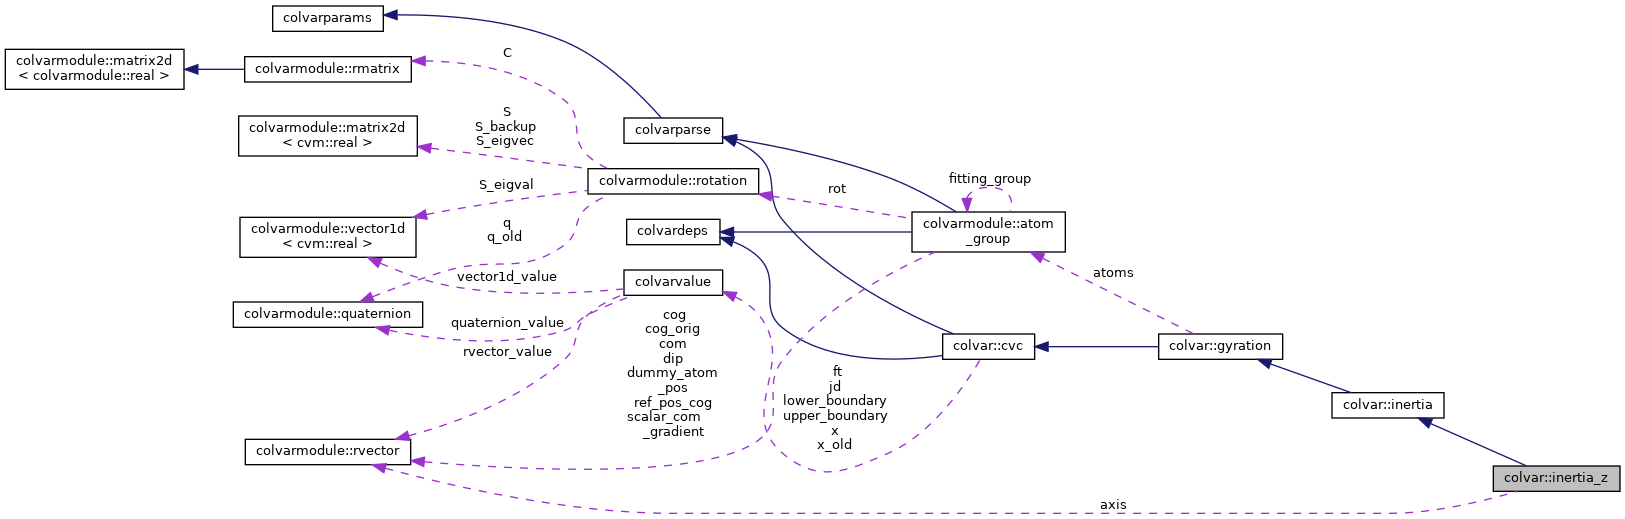 colvarparams
colvarmodule::matrix2d
< colvarmodule::real >
colvarmodule::rmatrix
C
colvarmodule::matrix2d
< cvm::real >
S
S_backup
S_eigvec
colvarparse
colvarmodule::rotation
S_eigval
rot
fitting_group
colvarmodule::atom
_group
colvarmodule::vector1d
< cvm::real >
q
q_old
colvardeps
vector1d_value
colvarvalue
atoms
colvarmodule::quaternion
quaternion_value
rvector_value
cog
cog_orig
com
dip
dummy_atom
_pos
ref_pos_cog
scalar_com
_gradient
colvar::cvc
colvar::gyration
ft
jd
lower_boundary
upper_boundary
x
x_old
colvar::inertia
colvarmodule::rvector
colvar::inertia_z
axis